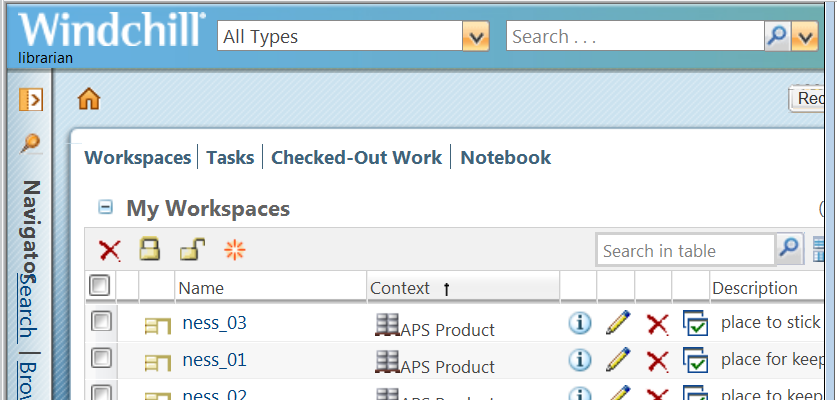 Windchill
librarian
All Types
Search . . .
Rec
Workspaces Tasks Checked-Out Work Notebook
My Workspaces
Search in table
Name Context ↑ Description
ness_03 APS Product place to stick
ness_01 APS Product place for keep
ness_02 APS Product place to keep
Navigator
Search | Brow